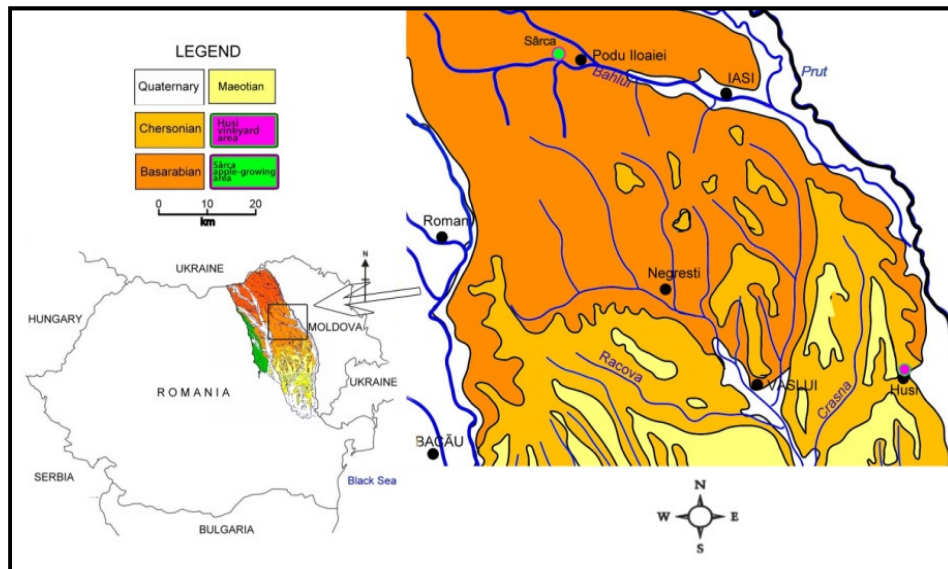 LEGEND
Quaternary
Maeotian
Chersonian
Huşi
vineyard
area
Basarabian
Sârca
apple-growing
area
0 10 20
km
N
UKRAINE
HUNGARY
MOLDOVA
ROMANIA
UKRAINE
SERBIA
Black Sea
BULGARIA
Sârca
Podu Iloaiei
Bahlui
IASI
Prut
Roman
Negresti
Racova
VASLUI
Crasna
Husi
BACĂU
N
W E
S